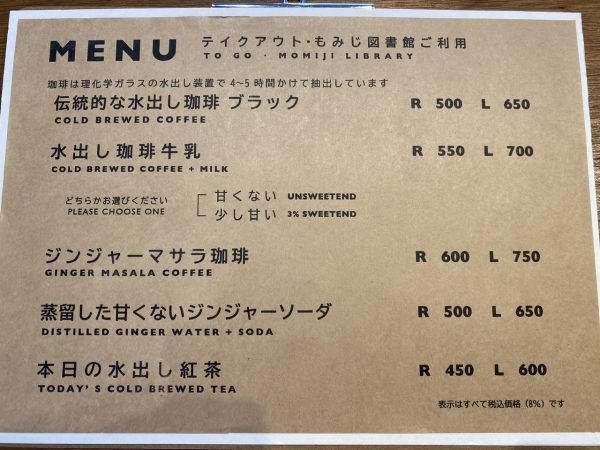 MENU テイクアウト・もみじ図書館ご利用
TO GO · MOMIJI LIBRARY
珈琲は理化学ガラスの水出し装置で 4~5 時間かけて抽出しています
伝統的な水出し珈琲 ブラック R 500 L 650
COLD BREWED COFFEE
水出し珈琲牛乳 R 550 L 700
COLD BREWED COFFEE + MILK
どちらかお選びください 甘くない UNSWEETEND
PLEASE CHOOSE ONE 少し甘い 3% SWEETEND
ジンジャーマサラ珈琲 R 600 L 750
GINGER MASALA COFFEE
蒸留した甘くないジンジャーソーダ R 500 L 650
DISTILLED GINGER WATER + SODA
本日の水出し紅茶 R 450 L 600
TODAY' S COLD BREWED TEA
表示はすべて税込価格（8%）です